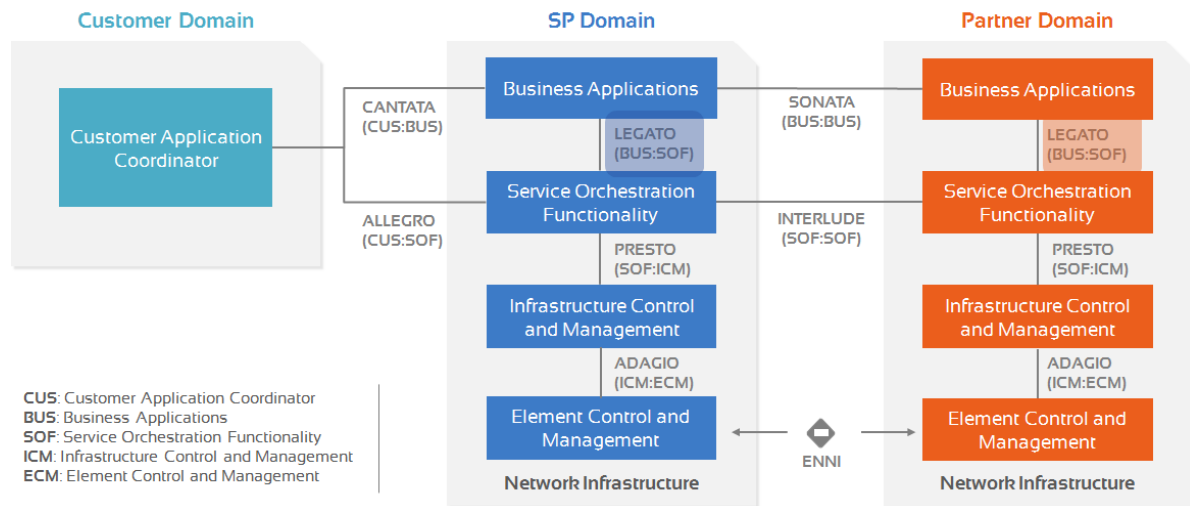 Customer Domain
SP Domain
Partner Domain
Customer Application
Coordinator
CANTATA
(CUS:BUS)
ALLEGRO
(CUS:SOF)
Business Applications
LEGATO
(BUS:SOF)
Service Orchestration
Functionality
PRESTO
(SOF:ICM)
Infrastructure Control
and Management
ADAGIO
(ICM:ECM)
Element Control and
Management
Network Infrastructure
SONATA
(BUS:BUS)
INTERLUDE
(SOF:SOF)
ENNI
Business Applications
LEGATO
(BUS:SOF)
Service Orchestration
Functionality
PRESTO
(SOF:ICM)
Infrastructure Control
and Management
ADAGIO
(ICM:ECM)
Element Control and
Management
Network Infrastructure
CUS: Customer Application Coordinator
BUS: Business Applications
SOF: Service Orchestration Functionality
ICM: Infrastructure Control and Management
ECM: Element Control and Management